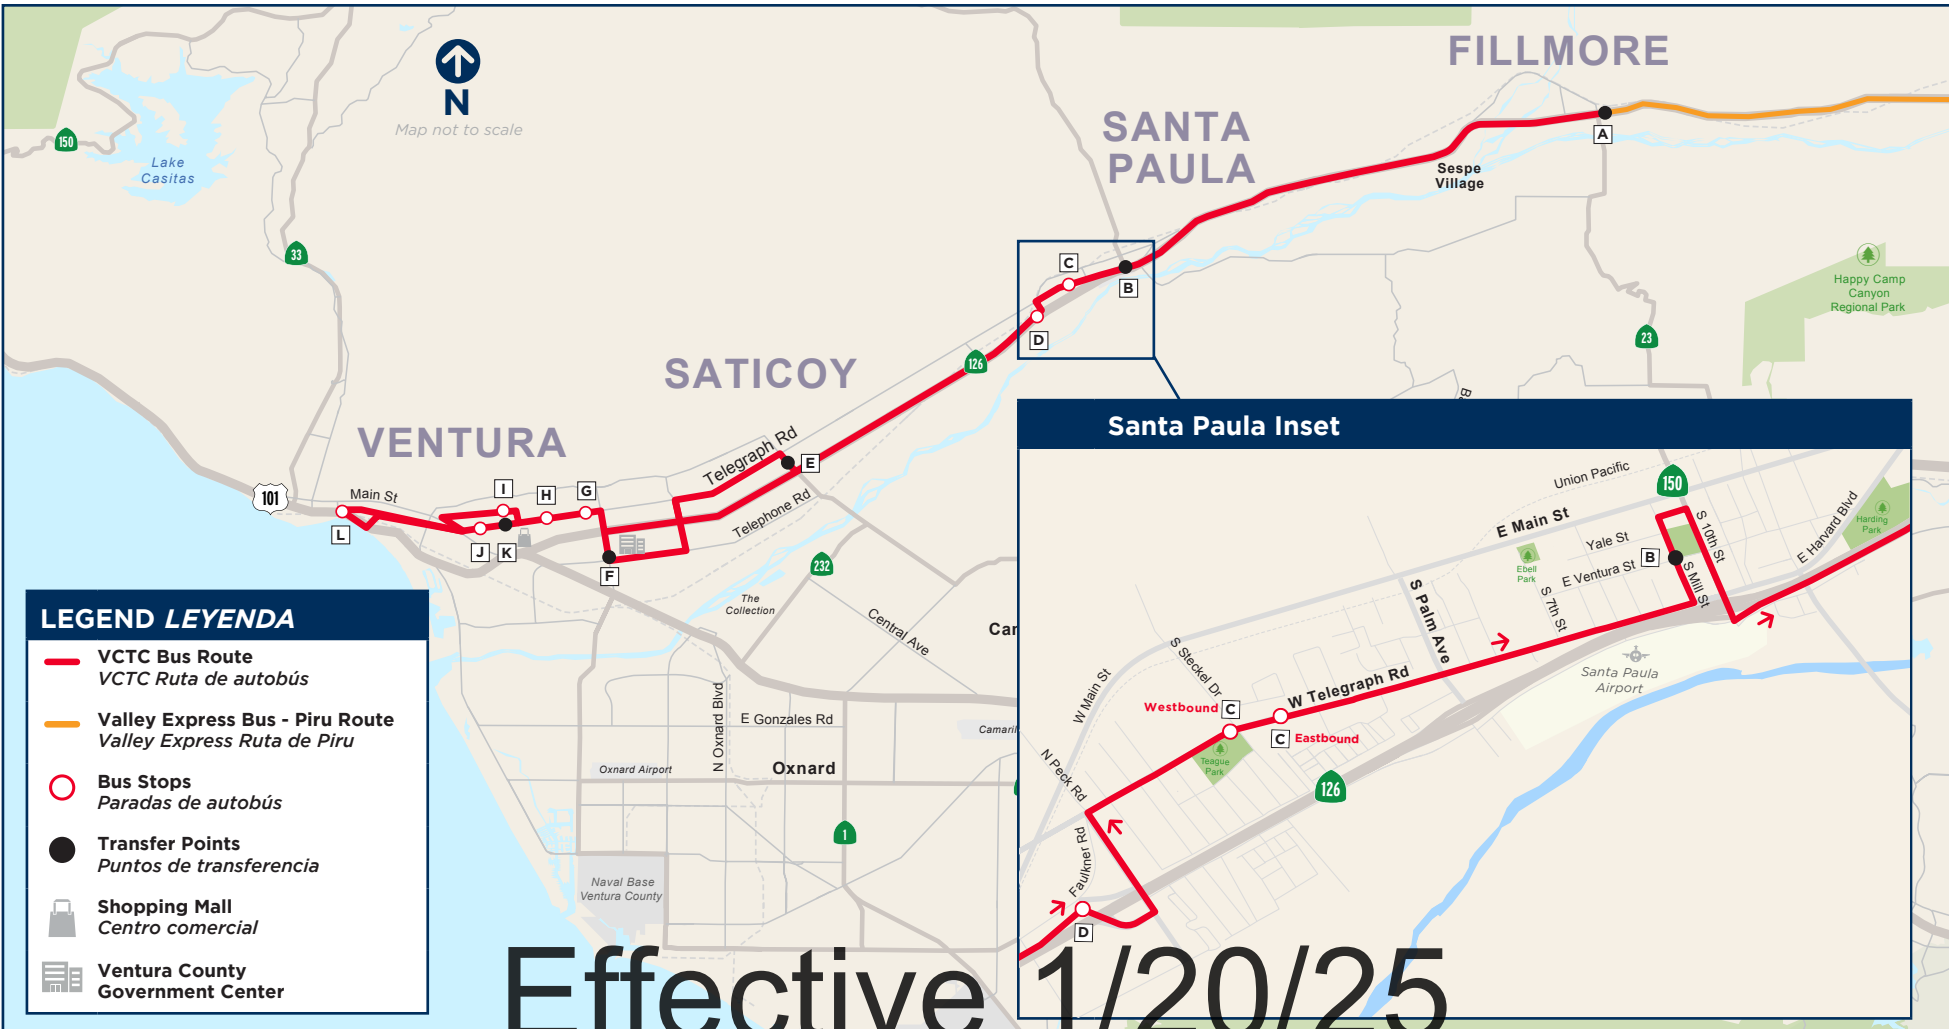 FILLMORE
SANTA
PAULA
N
Map not to scale
150
Lake
Casitas
A
Sespe
Village
33
C
B
D
Happy Camp
Canyon
Regional Park
23
126
SATICOY
VENTURA
Telegraph Rd
E
Telephone Rd
101
Main St
I
H
G
L
J
K
F
232
The
Collection
Central Ave
Car
N Oxnard Blvd
E Gonzales Rd
Camaril
Oxnard Airport
Oxnard
1
Naval Base
Ventura County
LEGEND LEYENDA
VCTC Bus Route
VCTC Ruta de autobús
Valley Express Bus - Piru Route
Valley Express Ruta de Piru
Bus Stops
Paradas de autobús
Transfer Points
Puntos de transferencia
Shopping Mall
Centro comercial
Ventura County
Government Center
Santa Paula Inset
Union Pacific
150
E Main St
S 10th St
E Harvard Blvd
Harding
Park
Yale St
B
Ebell
Park
E Ventura St
S Mill St
S Palm Ave
S 7th St
S Steckel Dr
W Telegraph Rd
Santa Paula
Airport
W Main St
Westbound
C
C
Eastbound
Teague
Park
N Peck Rd
126
Faulkner Rd
D
Effective 1/20/25